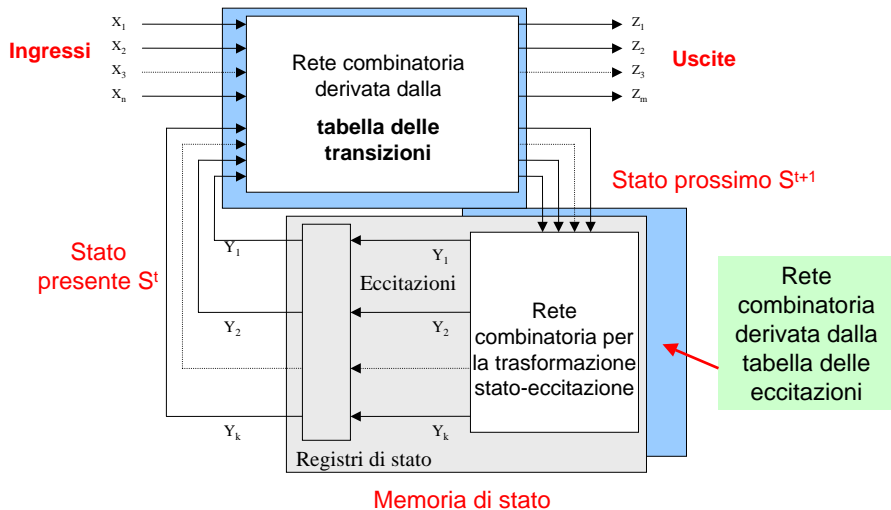 Ingressi
X1
X2
X3
Xn
Rete combinatoria
derivata dalla
tabella delle
transizioni
Z1
Z2
Z3
Zm
Uscite
Stato prossimo S^t+1
Stato
presente S^t
Y1
Y2
Yk
Eccitazioni
Y1
Y2
Yk
Registri di stato
Rete
combinatoria per
la trasformazione
stato-eccitazione
Rete
combinatoria
derivata dalla
tabella delle
eccitazioni
Memoria di stato